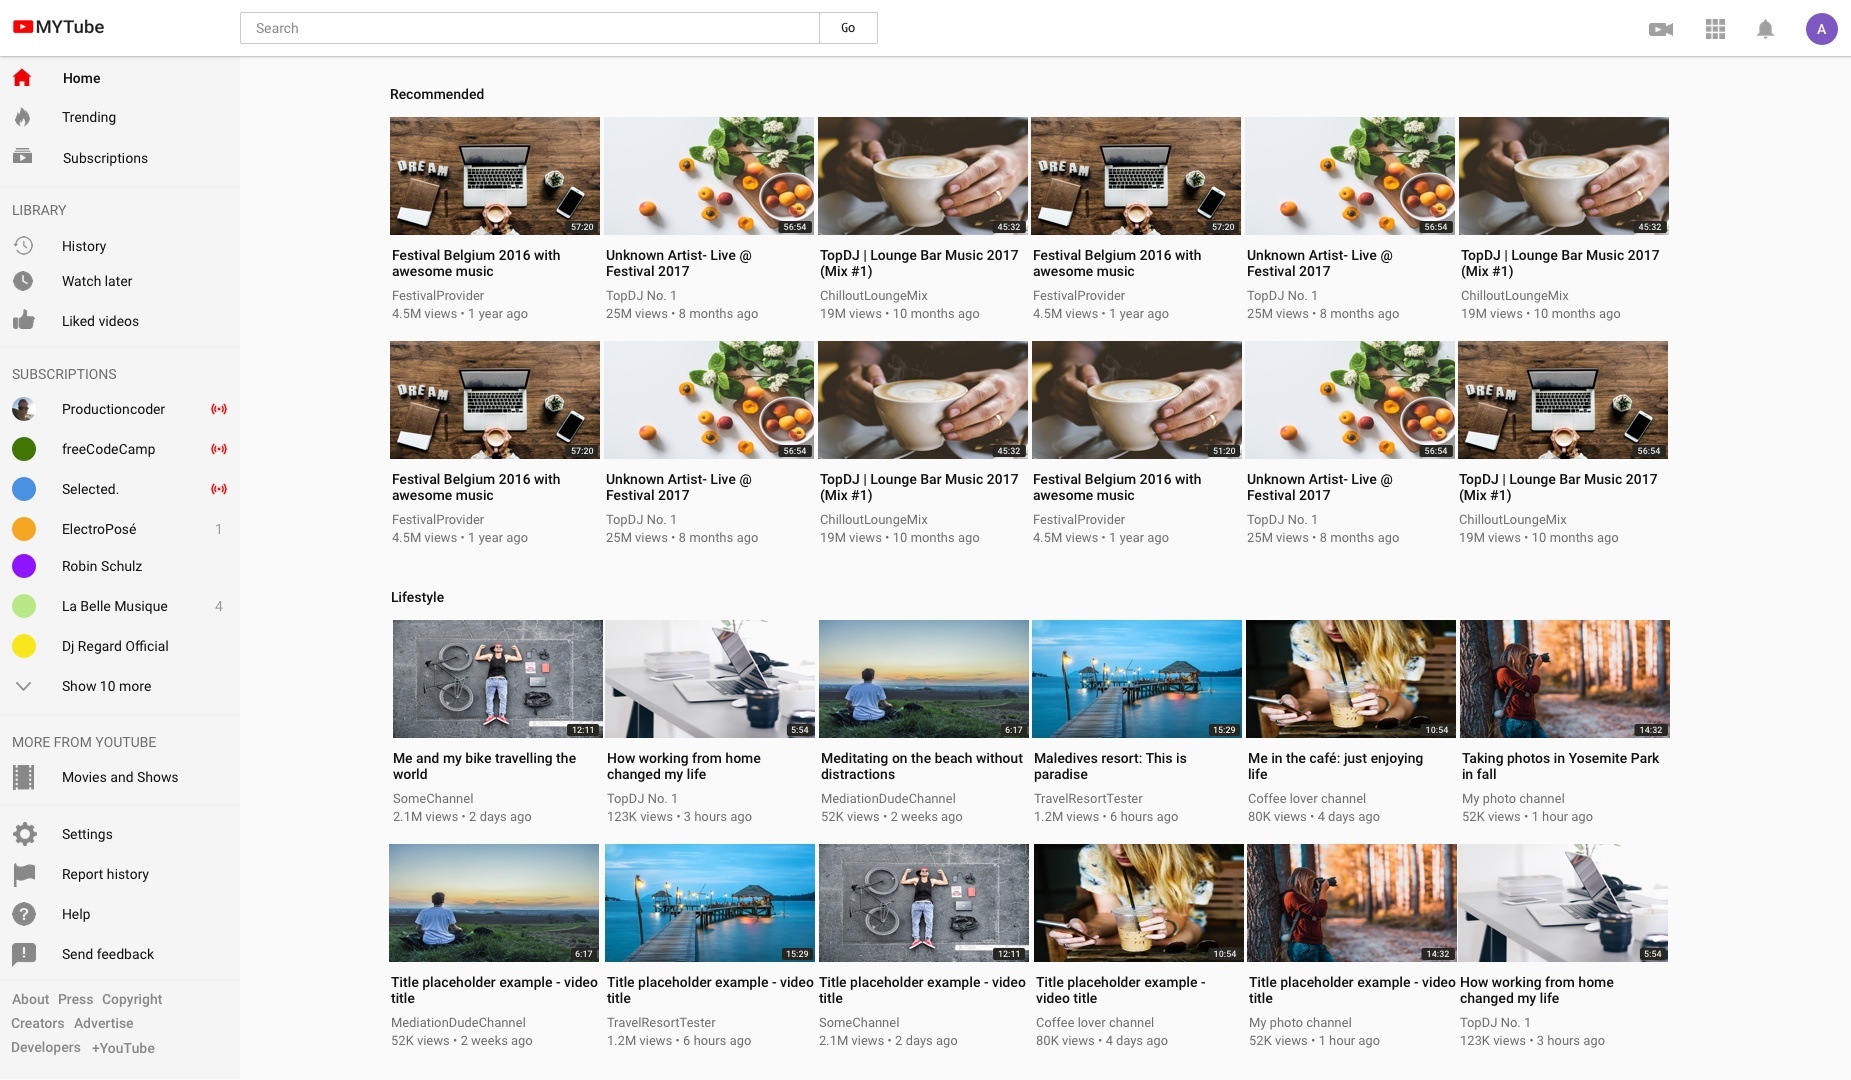 MYTube
Search
Go
A
Home
Trending
Subscriptions
LIBRARY
History
Watch later
Liked videos
SUBSCRIPTIONS
Productioncoder
freeCodeCamp
Selected.
ElectroPosé 1
Robin Schulz
La Belle Musique 4
Dj Regard Official
Show 10 more
MORE FROM YOUTUBE
Movies and Shows
Settings
Report history
Help
Send feedback
About Press Copyright
Creators Advertise
Developers +YouTube
Recommended
DREAM
57:20
Festival Belgium 2016 with
awesome music
FestivalProvider
4.5M views • 1 year ago
56:54
Unknown Artist- Live @
Festival 2017
TopDJ No. 1
25M views • 8 months ago
45:32
TopDJ | Lounge Bar Music 2017
(Mix #1)
ChilloutLoungeMix
19M views • 10 months ago
DREAM
57:20
Festival Belgium 2016 with
awesome music
FestivalProvider
4.5M views • 1 year ago
56:54
Unknown Artist- Live @
Festival 2017
TopDJ No. 1
25M views • 8 months ago
45:32
TopDJ | Lounge Bar Music 2017
(Mix #1)
ChilloutLoungeMix
19M views • 10 months ago
DREAM
57:20
Festival Belgium 2016 with
awesome music
FestivalProvider
4.5M views • 1 year ago
56:54
Unknown Artist- Live @
Festival 2017
TopDJ No. 1
25M views • 8 months ago
45:32
TopDJ | Lounge Bar Music 2017
(Mix #1)
ChilloutLoungeMix
19M views • 10 months ago
51:20
Festival Belgium 2016 with
awesome music
FestivalProvider
4.5M views • 1 year ago
56:54
Unknown Artist- Live @
Festival 2017
TopDJ No. 1
25M views • 8 months ago
DREAM
56:54
TopDJ | Lounge Bar Music 2017
(Mix #1)
ChilloutLoungeMix
19M views • 10 months ago
Lifestyle
12:11
Me and my bike travelling the
world
SomeChannel
2.1M views • 2 days ago
5:54
How working from home
changed my life
TopDJ No. 1
123K views • 3 hours ago
6:17
Meditating on the beach without
distractions
MediationDudeChannel
52K views • 2 weeks ago
15:29
Maledives resort: This is
paradise
TravelResortTester
1.2M views • 6 hours ago
10:54
Me in the café: just enjoying
life
Coffee lover channel
80K views • 4 days ago
14:32
Taking photos in Yosemite Park
in fall
My photo channel
52K views • 1 hour ago
6:17
Title placeholder example - video
title
MediationDudeChannel
52K views • 2 weeks ago
15:29
Title placeholder example - video
title
TravelResortTester
1.2M views • 6 hours ago
12:11
Title placeholder example - video
title
SomeChannel
2.1M views • 2 days ago
10:54
Title placeholder example -
video title
Coffee lover channel
80K views • 4 days ago
14:32
Title placeholder example - video
title
My photo channel
52K views • 1 hour ago
5:54
How working from home
changed my life
TopDJ No. 1
123K views • 3 hours ago